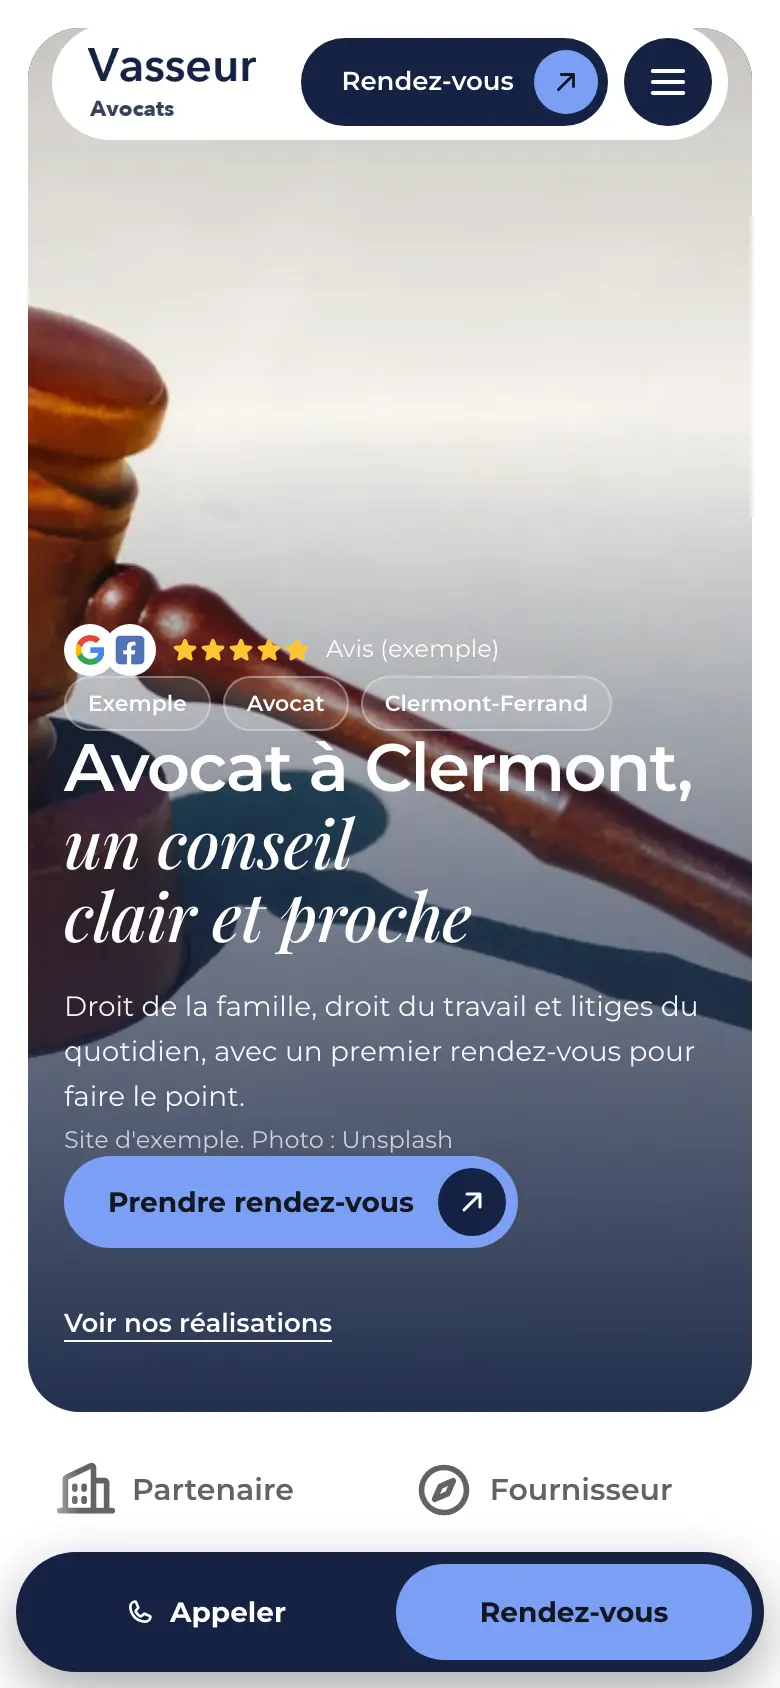 Vasseur
Avocats
Rendez-vous
Avis (exemple)
Exemple
Avocat
Clermont-Ferrand
Avocat à Clermont,
un conseil
clair et proche
Droit de la famille, droit du travail et litiges du
quotidien, avec un premier rendez-vous pour
faire le point.
Site d'exemple. Photo : Unsplash
Prendre rendez-vous
Voir nos réalisations
Partenaire
Fournisseur
Appeler
Rendez-vous